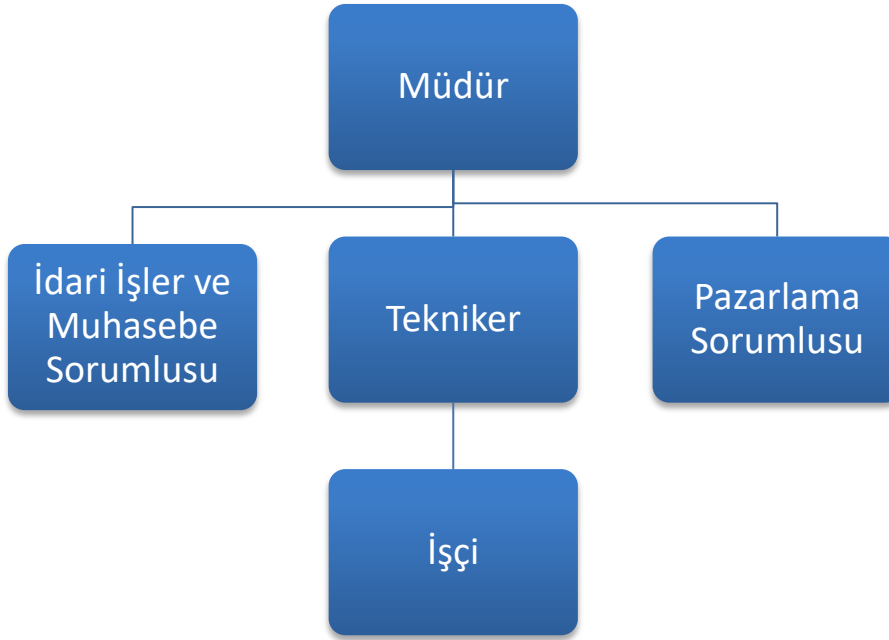 Müdür
İdari İşler ve
Muhasebe
Sorumlusu
Tekniker
Pazarlama
Sorumlusu
İşçi